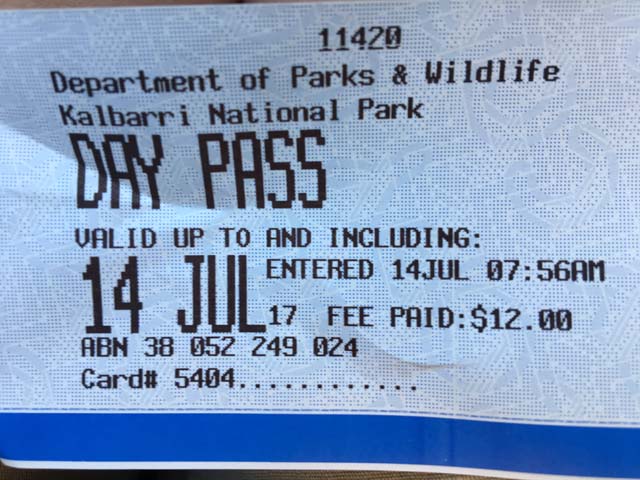 11420
Department of Parks & Wildlife
Kalbarri National Park
DAY PASS
VALID UP TO AND INCLUDING:
14 JUL 17 ENTERED 14JUL 07:56AM
FEE PAID:$12.00
ABN 38 052 249 024
Card# 5404.............